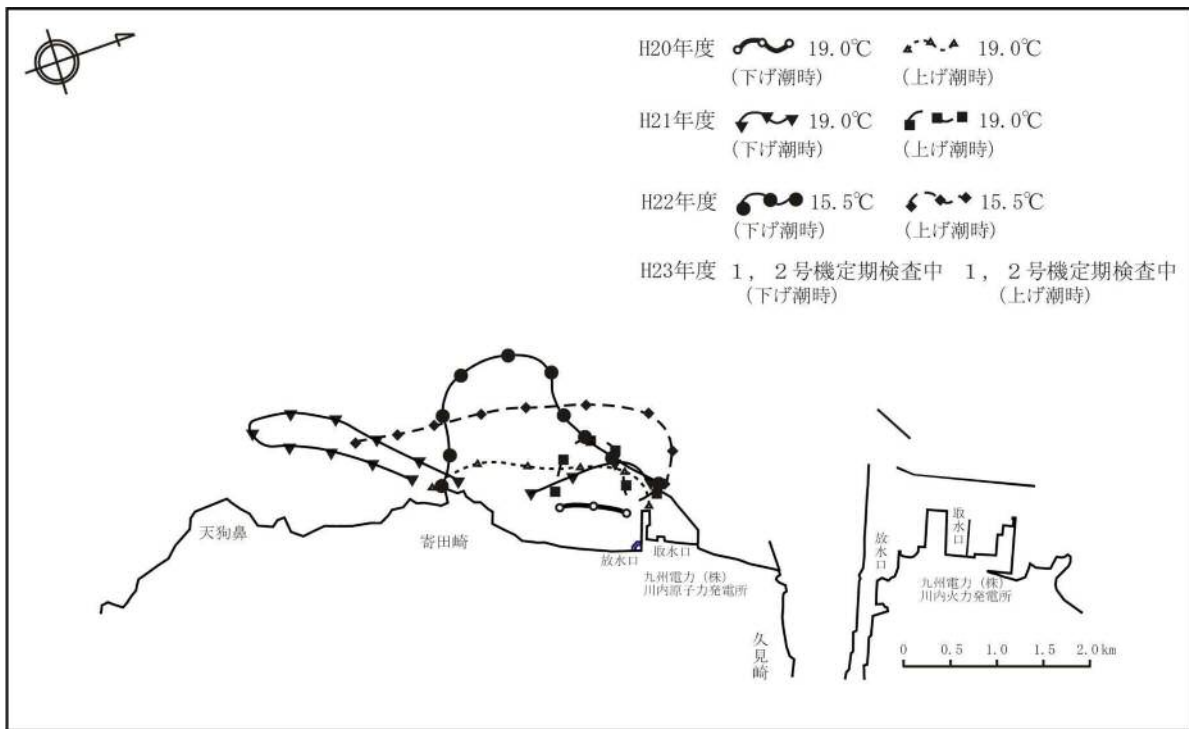 H20年度 19.0℃ 19.0℃
(下げ潮時) (上げ潮時)
H21年度 19.0℃ 19.0℃
(下げ潮時) (上げ潮時)
H22年度 15.5℃ 15.5℃
(下げ潮時) (上げ潮時)
H23年度 1，2号機定期検査中 1，2号機定期検査中
(下げ潮時) (上げ潮時)
天狗鼻
寄田崎
放水口
取水口
九州電力（株）
川内原子力発電所
久見崎
放水口
取水口
九州電力（株）
川内火力発電所
0 0.5 1.0 1.5 2.0km